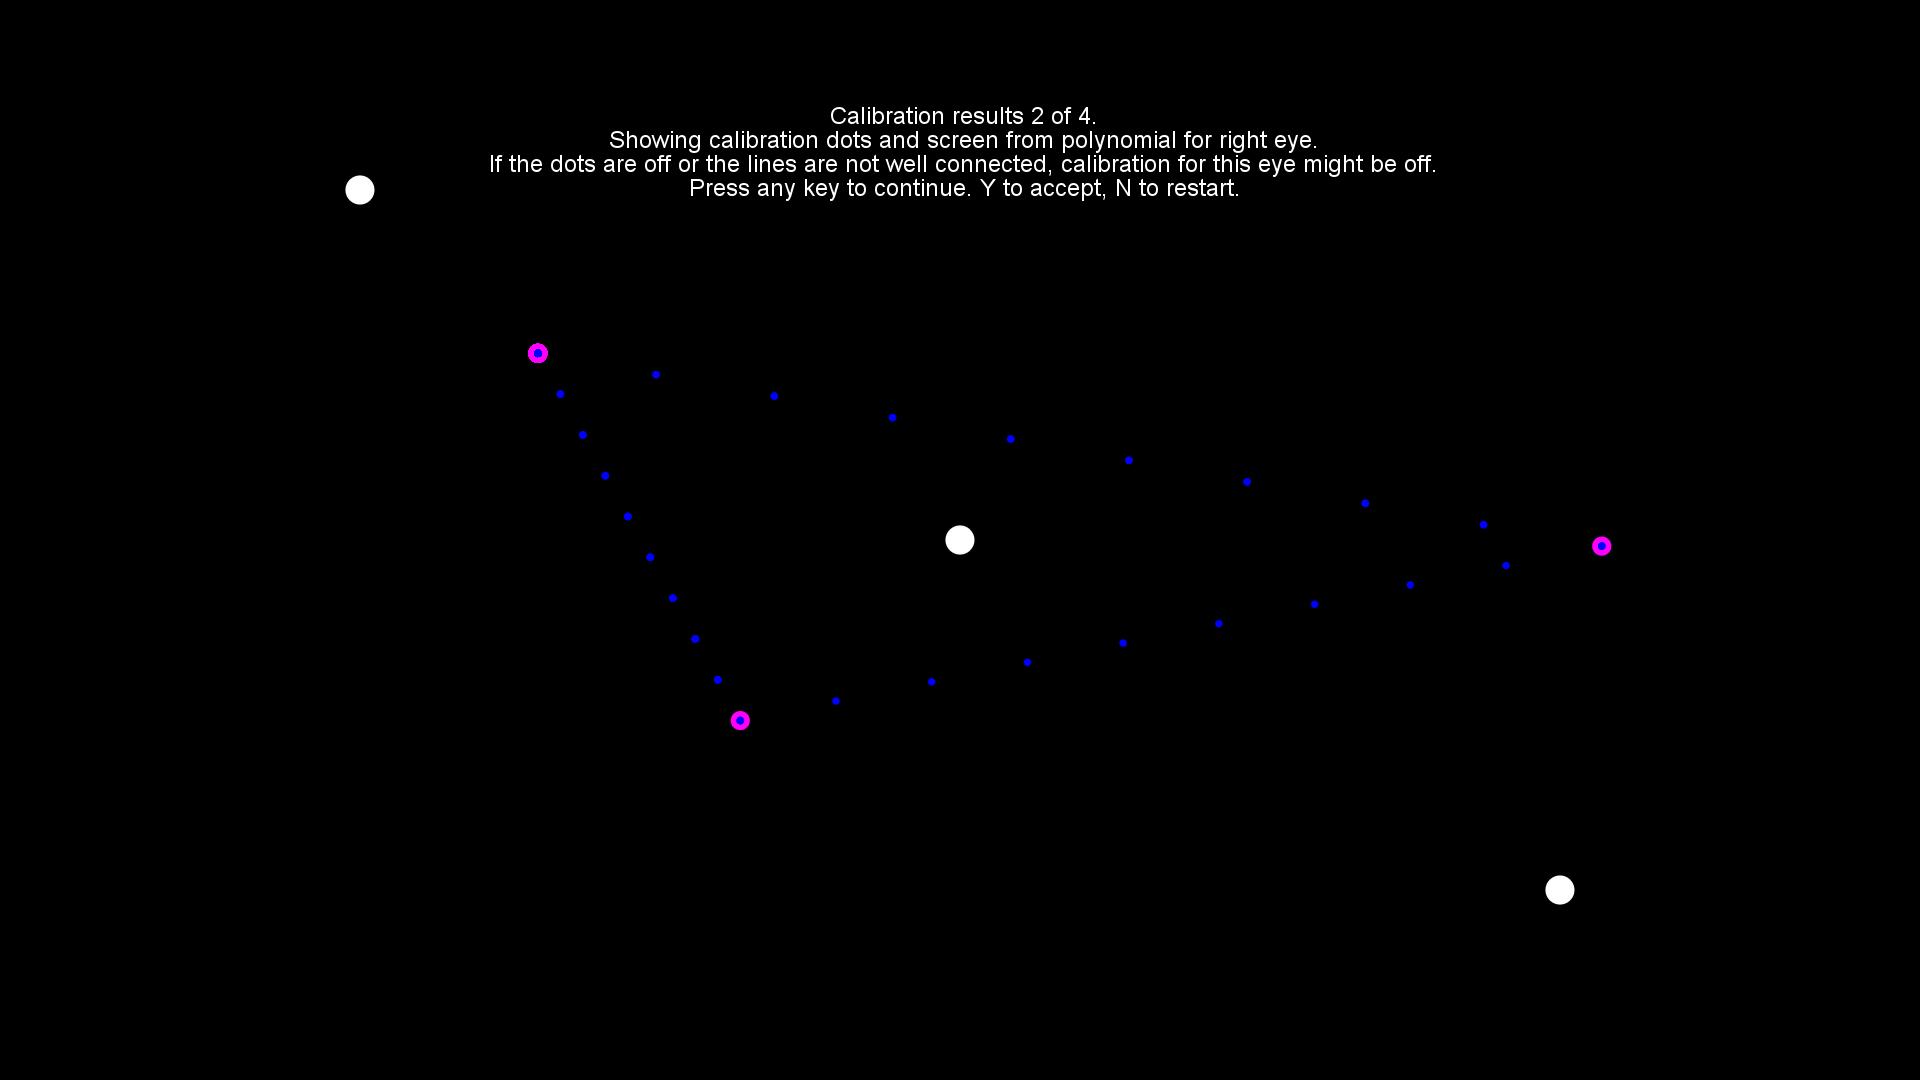 Calibration results 2 of 4.
Showing calibration dots and screen from polynomial for right eye.
If the dots are off or the lines are not well connected, calibration for this eye might be off.
Press any key to continue. Y to accept, N to restart.